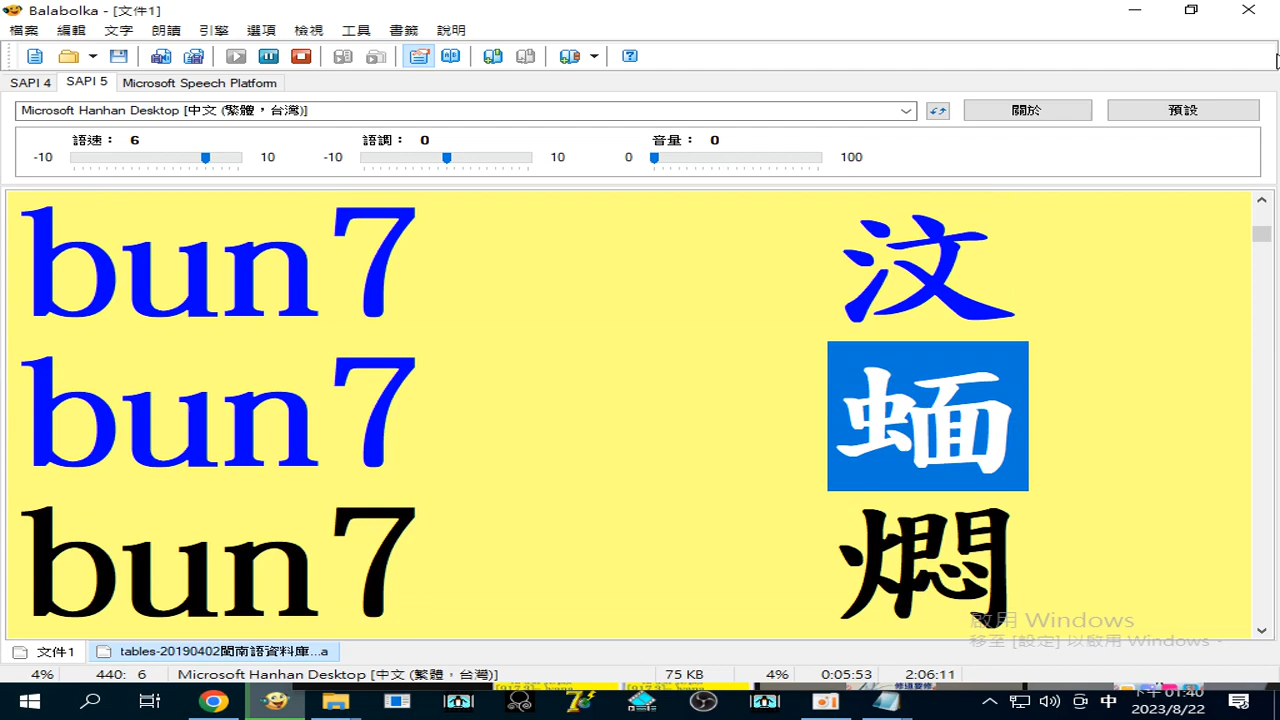 Balabolka - [文件1]
檔案 編輯 文字 朗讀 引擎 選項 檢視 工具 書籤 說明
SAPI 4 SAPI 5 Microsoft Speech Platform
Microsoft Hanhan Desktop [中文 (繁體，台灣)] 關於 預設
語速： 6 語調： 0 音量： 0
-10 10 -10 10 0 100
bun7 汶
bun7 蝒
bun7 燜
啟用 Windows
移至 [設定] 以啟用 Windows。
文件1 tables-20190402閩南語資料庫...a
4% 440: 6 Microsoft Hanhan Desktop [中文 (繁體，台灣)] 75 KB 4% 0:05:53 2:06:11
中 下午 01:40
2023/8/22